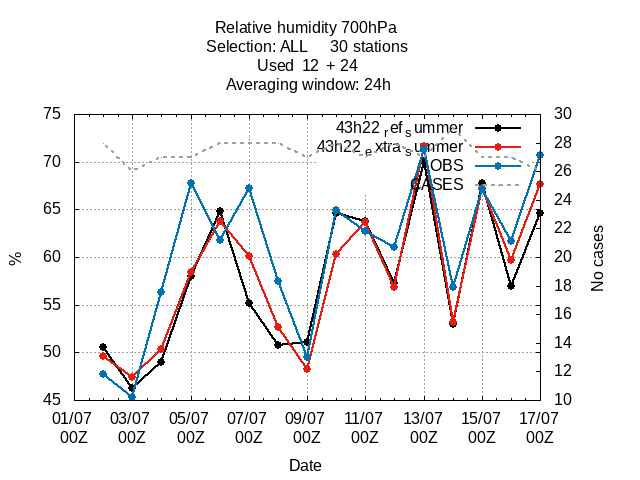 Relative humidity 700hPa
Selection: ALL 30 stations
Used 12 + 24
Averaging window: 24h
75
70
65
60
55
50
45
%
30
28
26
24
22
20
18
16
14
12
10
No cases
43h22 ref summer
43h22 extra summer
OBS
CASES
01/07 03/07 05/07 07/07 09/07 11/07 13/07 15/07 17/07
00Z 00Z 00Z 00Z 00Z 00Z 00Z 00Z 00Z
Date